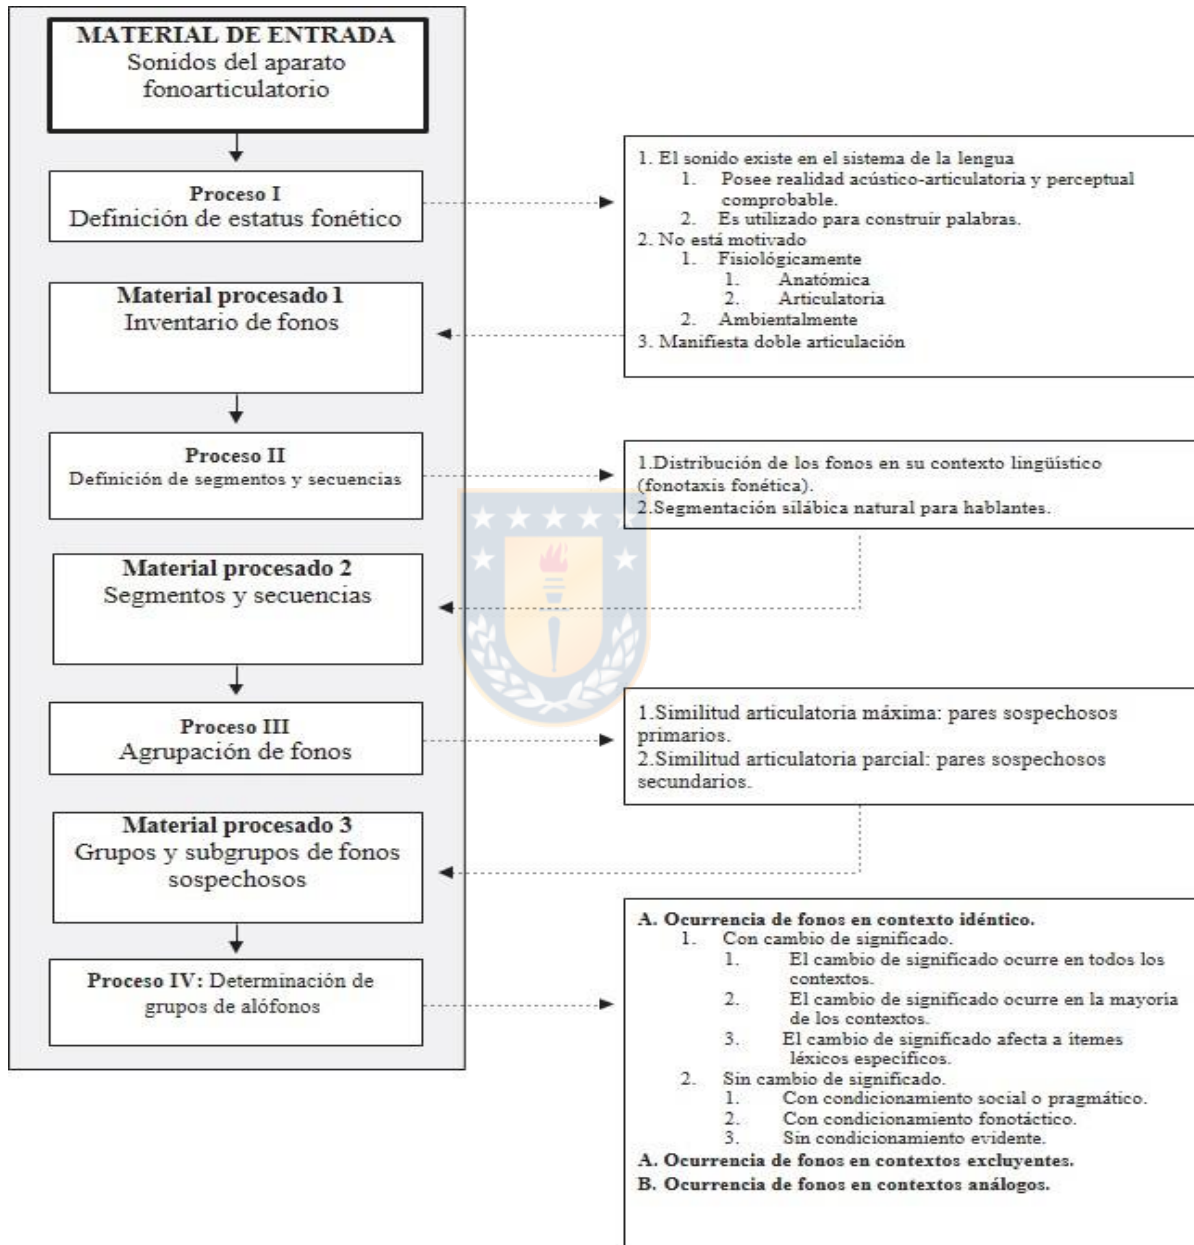 MATERIAL DE ENTRADA
Sonidos del aparato
fonoarticulatorio
Proceso I
Definición de estatus fonético
1. El sonido existe en el sistema de la lengua
1. Posee realidad acústico-articulatoria y perceptual
comprobable.
2. Es utilizado para construir palabras.
2. No está motivado
1. Fisiológicamente
1. Anatómica
2. Articulatoria
2. Ambientalmente
3. Manifiesta doble articulación
Material procesado 1
Inventario de fonos
Proceso II
Definición de segmentos y secuencias
1.Distribución de los fonos en su contexto lingüístico
(fonotaxis fonética).
2.Segmentación silábica natural para hablantes.
Material procesado 2
Segmentos y secuencias
Proceso III
Agrupación de fonos
1.Similitud articulatoria máxima: pares sospechosos
primarios.
2.Similitud articulatoria parcial: pares sospechosos
secundarios.
Material procesado 3
Grupos y subgrupos de fonos
sospechosos
Proceso IV: Determinación de
grupos de alófonos
A. Ocurrencia de fonos en contexto idéntico.
1. Con cambio de significado.
1. El cambio de significado ocurre en todos los
contextos.
2. El cambio de significado ocurre en la mayoría
de los contextos.
3. El cambio de significado afecta a ítemes
léxicos específicos.
2. Sin cambio de significado.
1. Con condicionamiento social o pragmático.
2. Con condicionamiento fonotáctico.
3. Sin condicionamiento evidente.
A. Ocurrencia de fonos en contextos excluyentes.
B. Ocurrencia de fonos en contextos análogos.